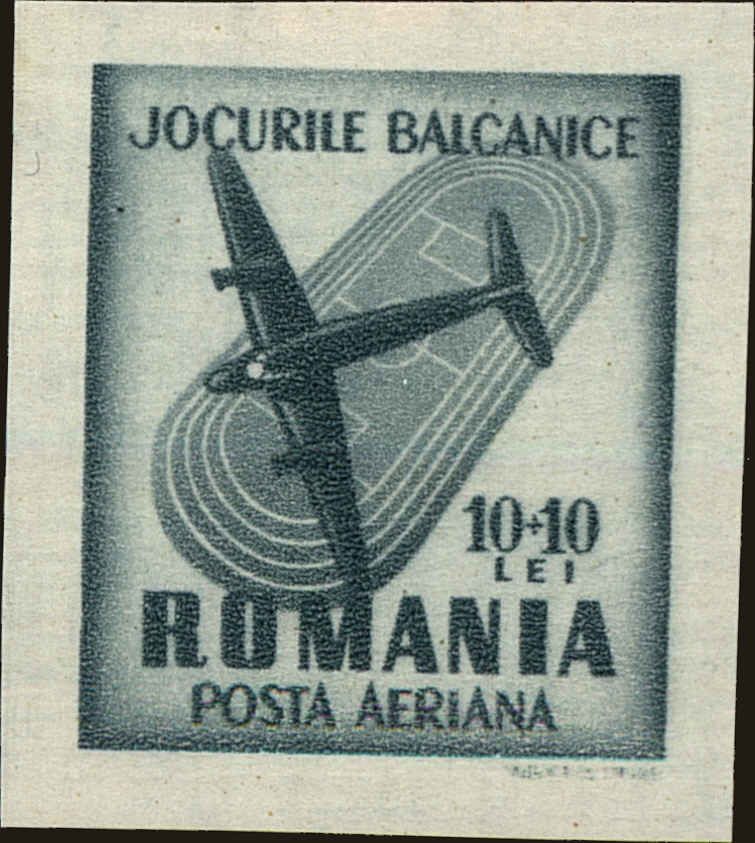 JOCURILE BALCANICE
10+10
LEI
ROMANIA
POSTA AERIANA